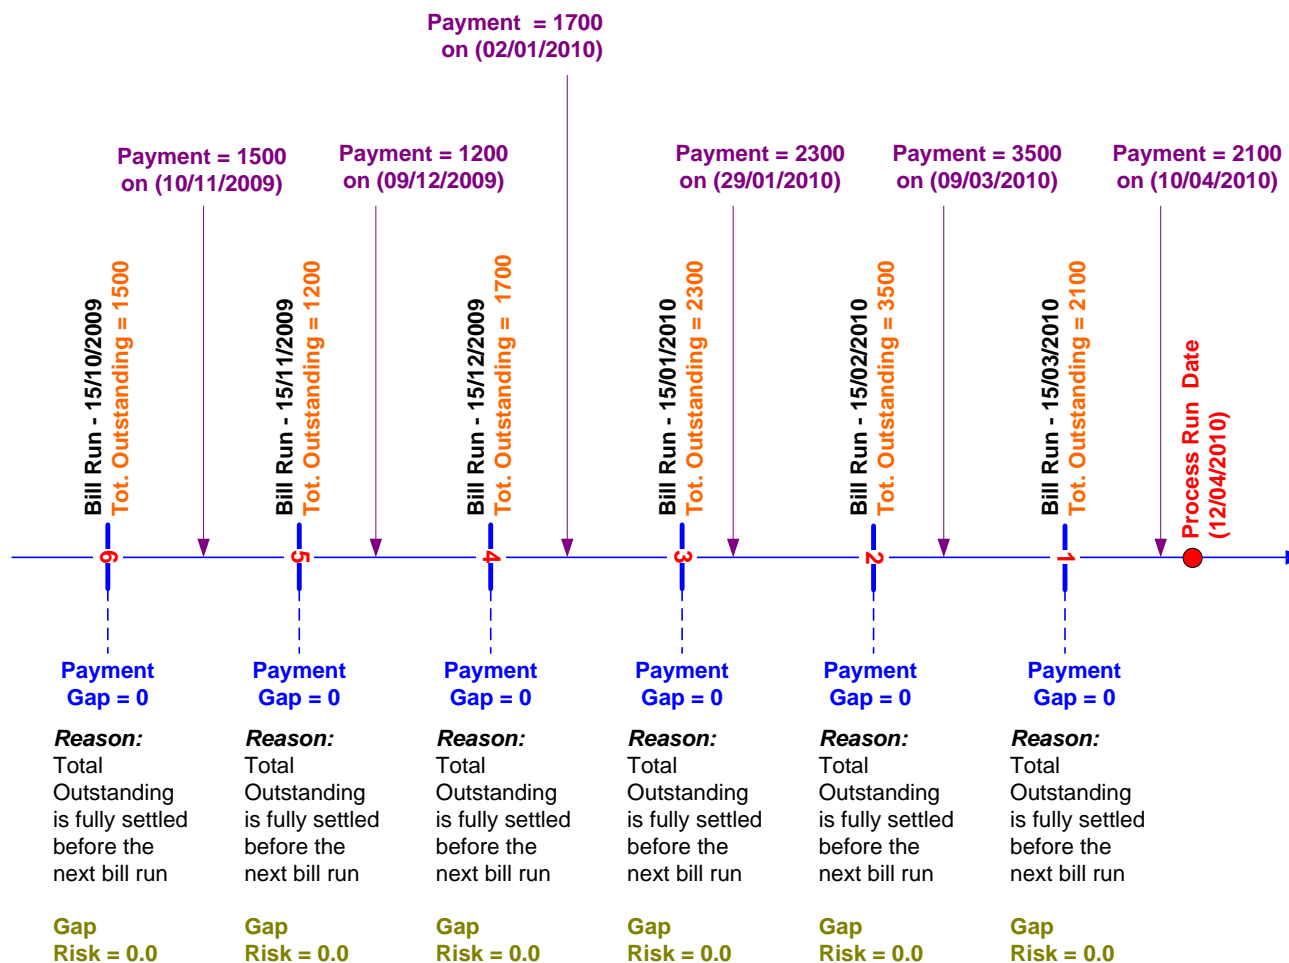 Payment  = 1700
on (02/01/2010)
Payment = 1500
on (10/11/2009)
Payment = 1200
on (09/12/2009)
Payment = 2300
on (29/01/2010)
Payment = 3500
on (09/03/2010)
Payment = 2100
on (10/04/2010)
Bill Run - 15/10/2009
Tot. Outstanding = 1500
Bill Run - 15/11/2009
Tot. Outstanding = 1200
Bill Run - 15/12/2009
Tot. Outstanding =  1700
Bill Run - 15/01/2010
Tot. Outstanding = 2300
Bill Run - 15/02/2010
Tot. Outstanding = 3500
Bill Run - 15/03/2010
Tot. Outstanding = 2100
Process Run  Date
(12/04/2010)
6
5
4
3
2
1
Payment
Gap = 0
Reason:
Total
Outstanding
is fully settled
before the
next bill run
Gap
Risk = 0.0
Payment
Gap = 0
Reason:
Total
Outstanding
is fully settled
before the
next bill run
Gap
Risk = 0.0
Payment
Gap = 0
Reason:
Total
Outstanding
is fully settled
before the
next bill run
Gap
Risk = 0.0
Payment
Gap = 0
Reason:
Total
Outstanding
is fully settled
before the
next bill run
Gap
Risk = 0.0
Payment
Gap = 0
Reason:
Total
Outstanding
is fully settled
before the
next bill run
Gap
Risk = 0.0
Payment
Gap = 0
Reason:
Total
Outstanding
is fully settled
before the
next bill run
Gap
Risk = 0.0